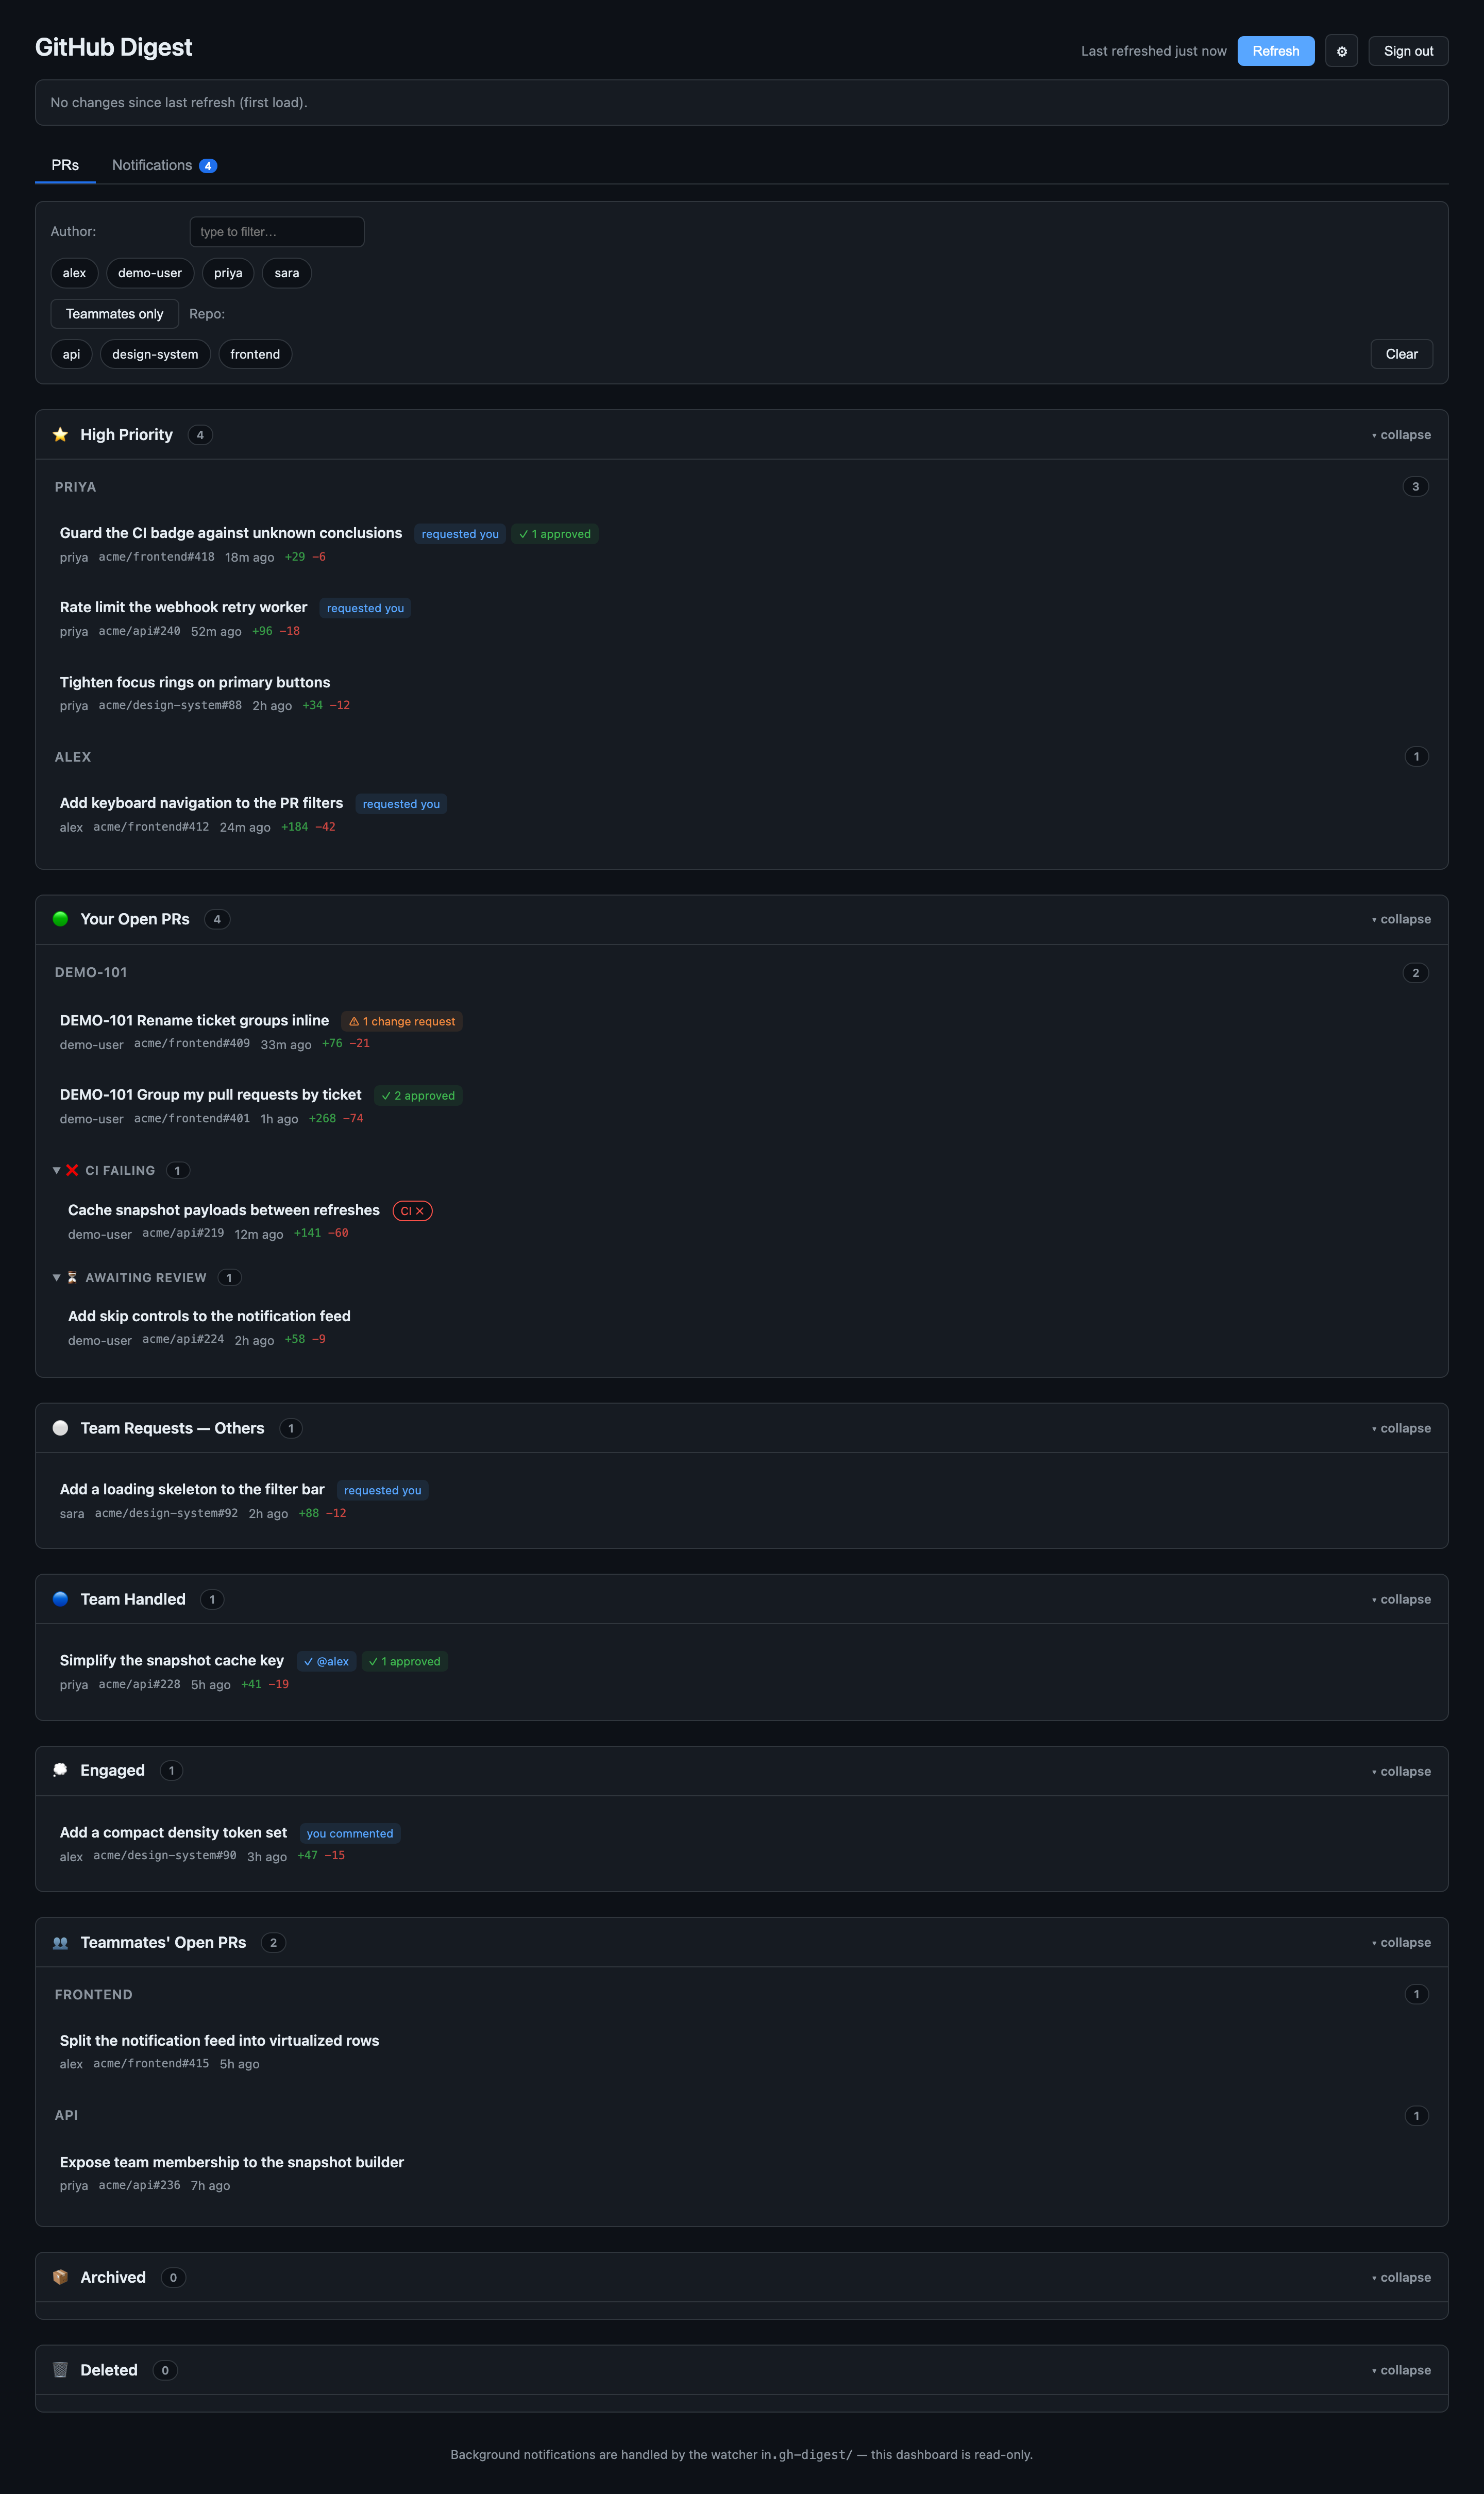 GitHub Digest
Last refreshed just now
Refresh
Sign out
No changes since last refresh (first load).
PRs
Notifications 4
Author:
type to filter…
alex demo-user priya sara
Teammates only
Repo:
api design-system frontend
Clear
High Priority 4
▾ collapse
PRIYA
3
Guard the CI badge against unknown conclusions requested you ✓ 1 approved
priya acme/frontend#418 18m ago +29 −6
Rate limit the webhook retry worker requested you
priya acme/api#240 52m ago +96 −18
Tighten focus rings on primary buttons
priya acme/design-system#88 2h ago +34 −12
ALEX
1
Add keyboard navigation to the PR filters requested you
alex acme/frontend#412 24m ago +184 −42
Your Open PRs 4
▾ collapse
DEMO-101
2
DEMO-101 Rename ticket groups inline ⚠ 1 change request
demo-user acme/frontend#409 33m ago +76 −21
DEMO-101 Group my pull requests by ticket ✓ 2 approved
demo-user acme/frontend#401 1h ago +268 −74
▼ ❌ CI FAILING 1
Cache snapshot payloads between refreshes CI ✕
demo-user acme/api#219 12m ago +141 −60
▼ ⏳ AWAITING REVIEW 1
Add skip controls to the notification feed
demo-user acme/api#224 2h ago +58 −9
Team Requests — Others 1
▾ collapse
Add a loading skeleton to the filter bar requested you
sara acme/design-system#92 2h ago +88 −12
Team Handled 1
▾ collapse
Simplify the snapshot cache key ✓ @alex ✓ 1 approved
priya acme/api#228 5h ago +41 −19
Engaged 1
▾ collapse
Add a compact density token set you commented
alex acme/design-system#90 3h ago +47 −15
Teammates' Open PRs 2
▾ collapse
FRONTEND
1
Split the notification feed into virtualized rows
alex acme/frontend#415 5h ago
API
1
Expose team membership to the snapshot builder
priya acme/api#236 7h ago
Archived 0
▾ collapse
Deleted 0
▾ collapse
Background notifications are handled by the watcher in.gh-digest/ — this dashboard is read-only.